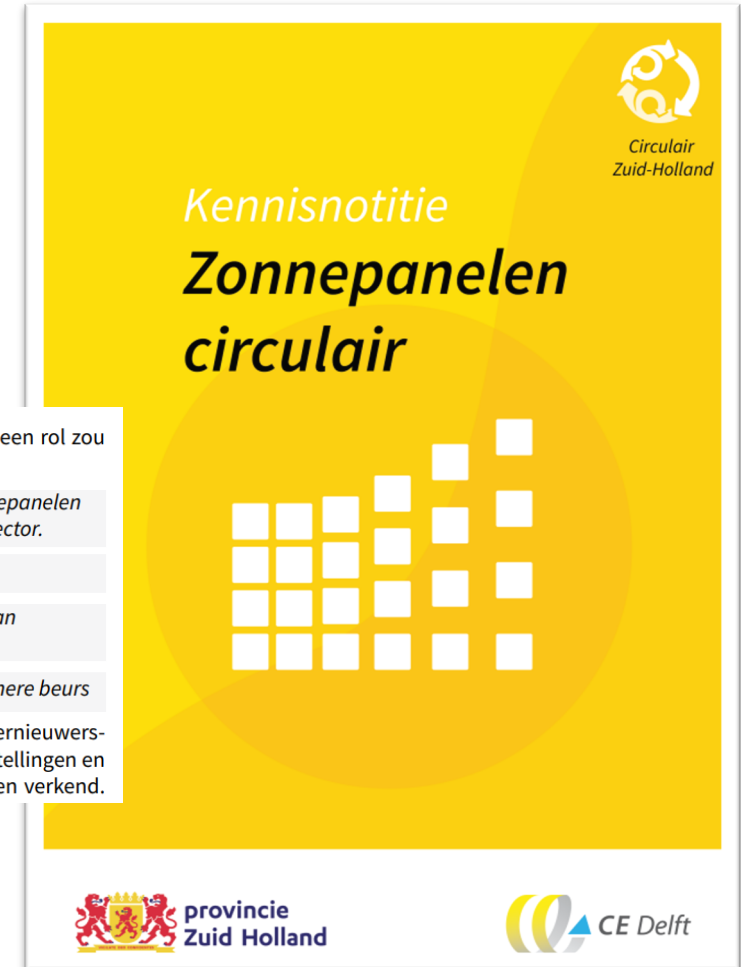 Circulair
Zuid-Holland
Kennisnotitie
Zonnepanelen
circulair
een rol zou
epanelen
ector.
an
nere beurs
ernieuwers-
tellingen en
en verkend.
provincie
Zuid Holland
CE Delft